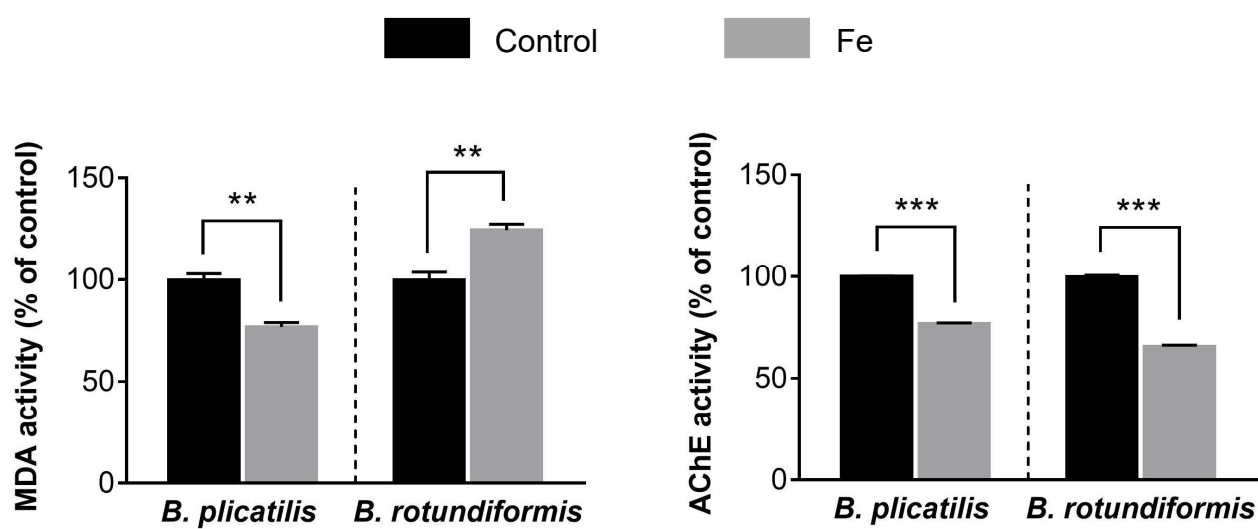 Control
Fe
MDA activity (% of control)
150
100
50
0
**
**
B. plicatilis
B. rotundiformis
AChE activity (% of control)
150
100
50
0
***
***
B. plicatilis
B. rotundiformis